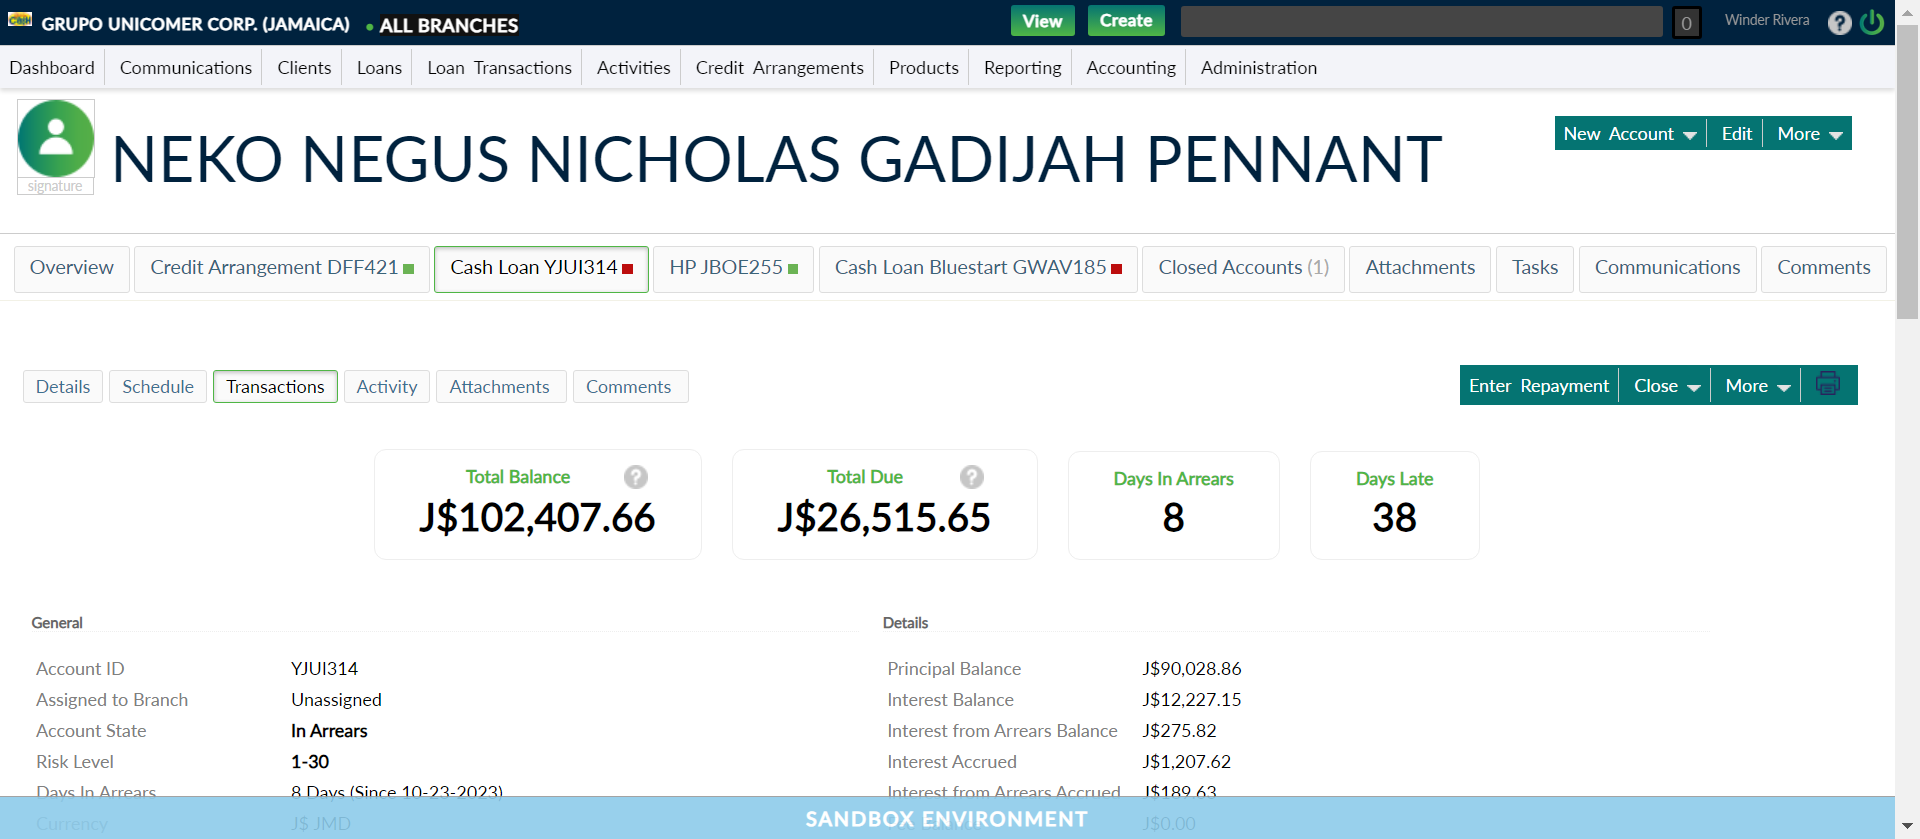 Cash GRUPO UNICOMER CORP. (JAMAICA) • ALL BRANCHES View Create 0 Winder Rivera ?
Dashboard Communications Clients Loans Loan Transactions Activities Credit Arrangements Products Reporting Accounting Administration
NEKO NEGUS NICHOLAS GADIJAH PENNANT
New Account Edit More
signature
Overview Credit Arrangement DFF421 Cash Loan YJUI314 HP JBOE255 Cash Loan Bluestart GWAV185 Closed Accounts (1) Attachments Tasks Communications Comments
Details Schedule Transactions Activity Attachments Comments Enter Repayment Close More
Total Balance ? Total Due ? Days In Arrears Days Late
J$102,407.66 J$26,515.65 8 38
General Details
Account ID YJUI314 Principal Balance J$90,028.86
Assigned to Branch Unassigned Interest Balance J$12,227.15
Account State In Arrears Interest from Arrears Balance J$275.82
Risk Level 1-30 Interest Accrued J$1,207.62
Days In Arrears 8 Days (Since 10-23-2023) Interest from Arrears Accrued J$189.63
Currency J$ JMD J$0.00
SANDBOX ENVIRONMENT